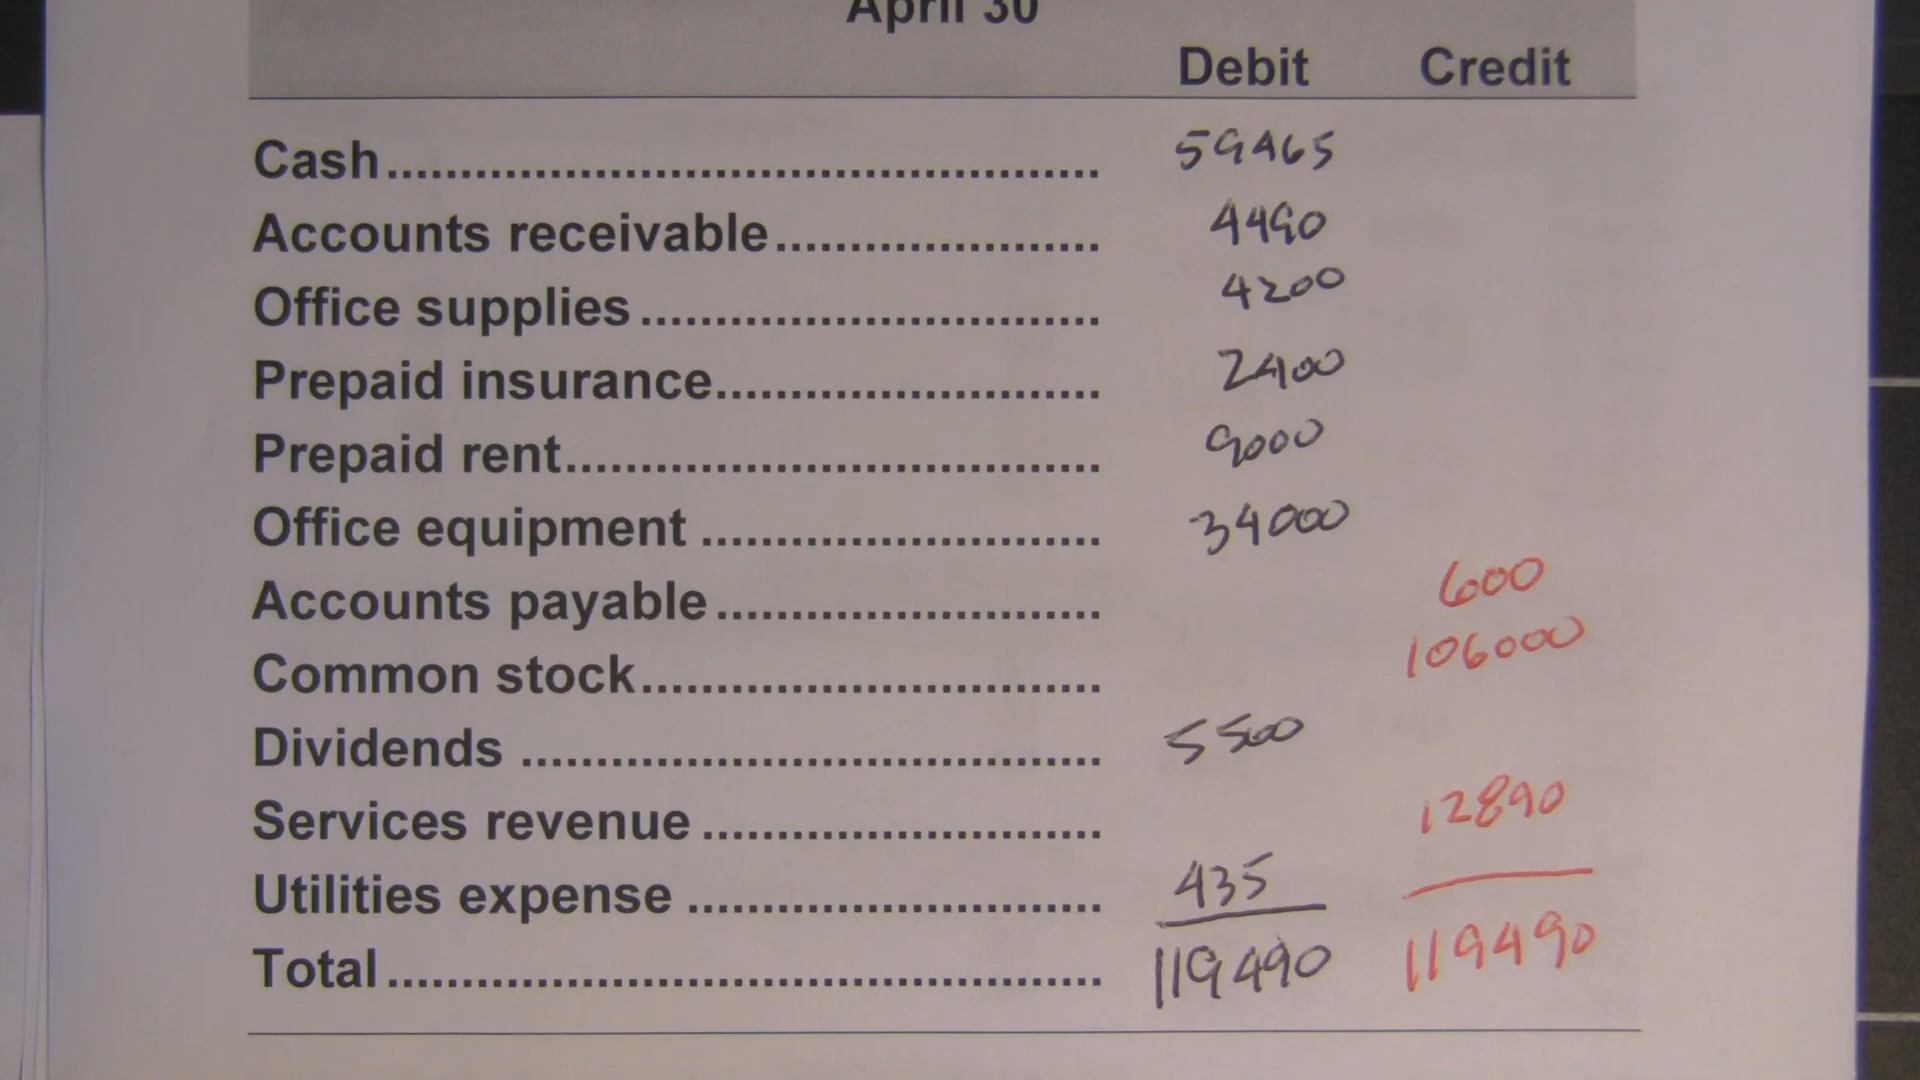 April 30
Debit Credit
Cash 59465
Accounts receivable 4490
Office supplies 4200
Prepaid insurance 2400
Prepaid rent 9000
Office equipment 34000
Accounts payable 600
Common stock 106000
Dividends 5500
Services revenue 12890
Utilities expense 435
Total 119490 119490